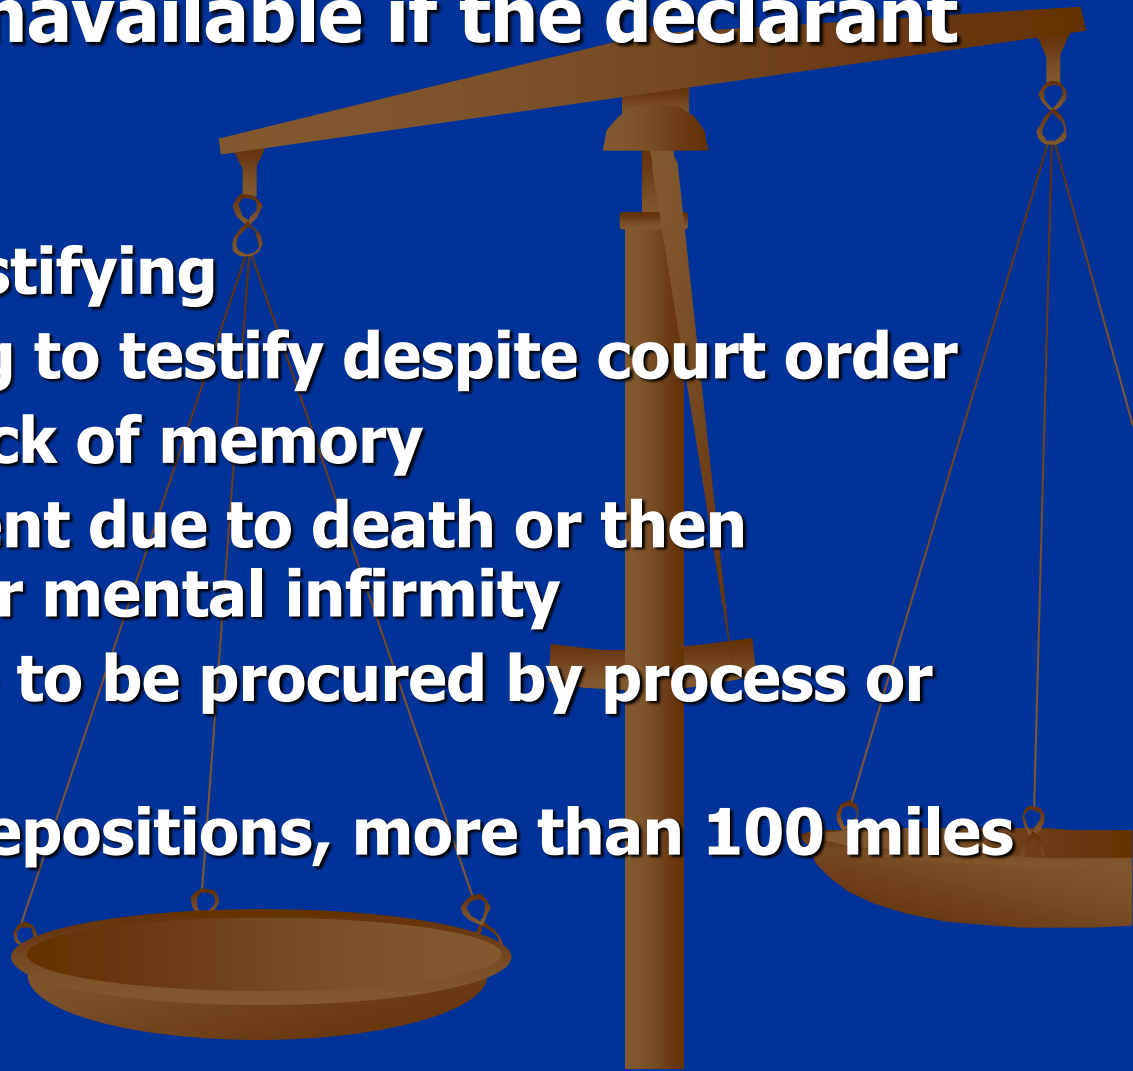 navailable if the declarant
stifying
g to testify despite court order
ck of memory
ent due to death or then
r mental infirmity
to be procured by process or
epositions, more than 100 miles